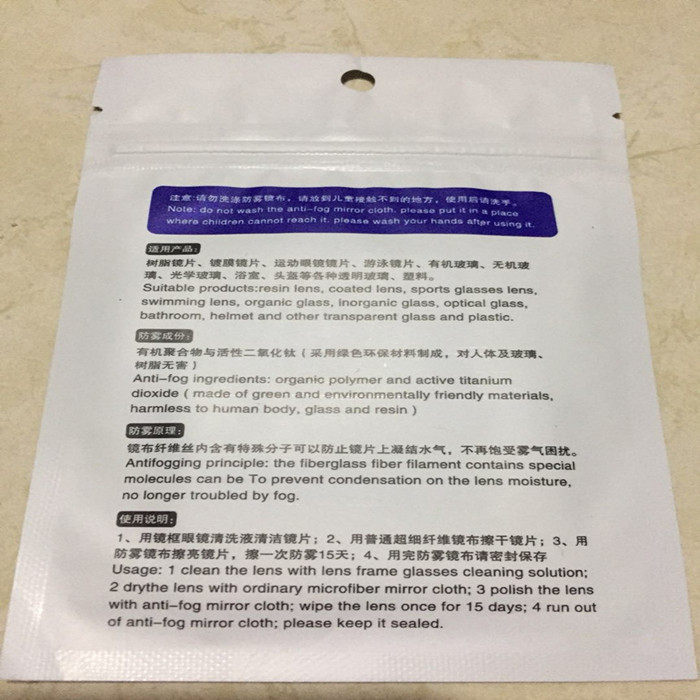 注意:请勿洗涤防雾镜布，请放到儿童接触不到的地方，使用后请洗手。
Note: do not wash the anti-fog mirror cloth, please put it in a place
where children cannot reach it, please wash your hands after using it.
适用产品:
树脂镜片、镀膜镜片、运动眼镜镜片、游泳镜片、有机玻璃、无机玻
璃、光学玻璃、浴室、头盔等各种透明玻璃、塑料。
Suitable products:resin lens, coated lens, sports glasses lens,
swimming lens, organic glass, inorganic glass, optical glass,
bathroom, helmet and other transparent glass and plastic.
防雾成份:
有机聚合物与活性二氧化钛 ( 采用绿色环保材料制成，对人体及玻璃、
树脂无害 )
Anti-fog ingredients: organic polymer and active titanium
dioxide ( made of green and environmentally friendly materials,
harmless to human body, glass and resin )
防雾原理:
镜布纤维丝内含有特殊分子可以防止镜片上凝结水气，不再饱受雾气困扰。
Antifogging principle: the fiberglass fiber filament contains special
molecules can be To prevent condensation on the lens moisture,
no longer troubled by fog.
使用说明:
1、用镜框眼镜清洗液清洁镜片；2、用普通超细纤维镜布擦干镜片；3、用
防雾镜布擦亮镜片，擦一次防雾15天；4、用完防雾镜布请密封保存
Usage: 1 clean the lens with lens frame glasses cleaning solution;
2 drythe lens with ordinary microfiber mirror cloth; 3 polish the lens
with anti-fog mirror cloth; wipe the lens once for 15 days; 4 run out
of anti-fog mirror cloth; please keep it sealed.